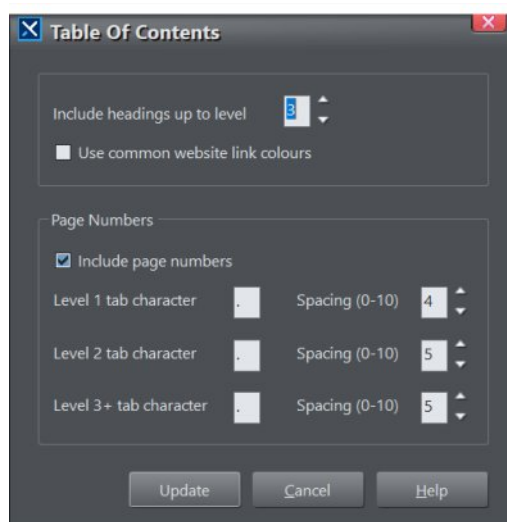 Table Of Contents
Include headings up to level 3
Use common website link colours
Page Numbers
Include page numbers
Level 1 tab character . Spacing (0-10) 4
Level 2 tab character . Spacing (0-10) 5
Level 3+ tab character . Spacing (0-10) 5
Update Cancel Help